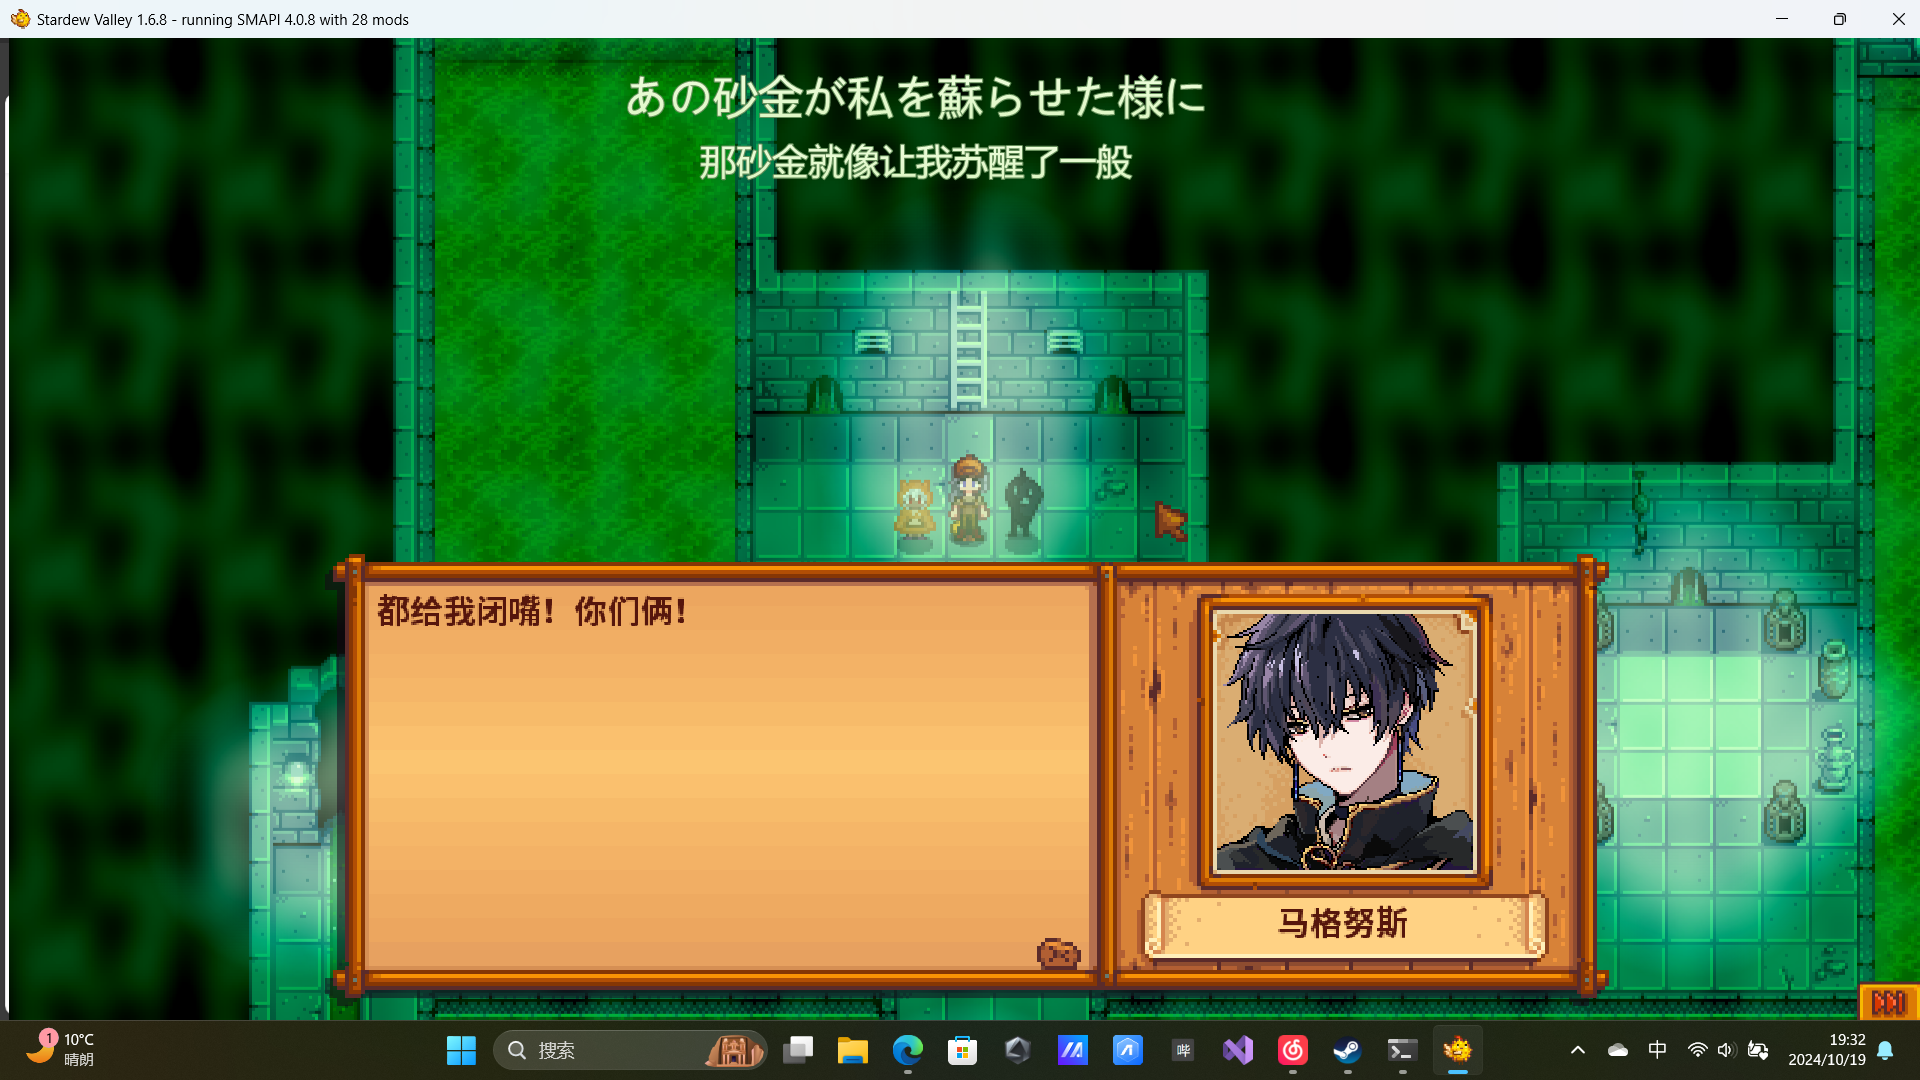 Stardew Valley 1.6.8 - running SMAPI 4.0.8 with 28 mods
あの砂金が私を蘇らせた様に
那砂金就像让我苏醒了一般
都给我闭嘴！你们俩！
马格努斯
1
10°C
晴朗
搜索
哔
中
19:32
2024/10/19